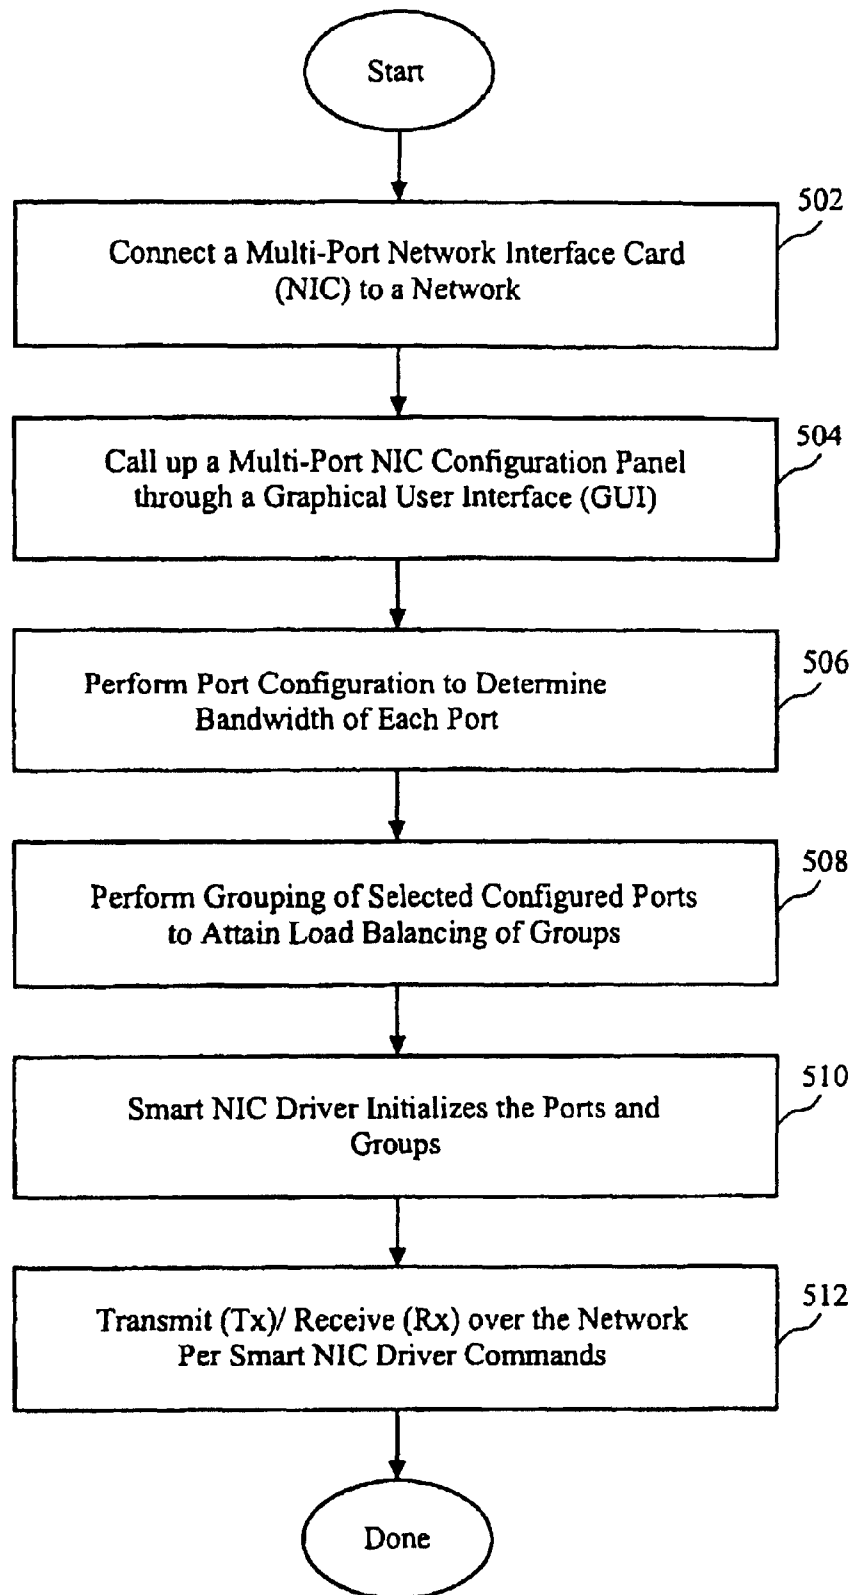 Start
502
Connect a Multi-Port Network Interface Card
(NIC) to a Network
504
Call up a Multi-Port NIC Configuration Panel
through a Graphical User Interface (GUI)
506
Perform Port Configuration to Determine
Bandwidth of Each Port
508
Perform Grouping of Selected Configured Ports
to Attain Load Balancing of Groups
510
Smart NIC Driver Initializes the Ports and
Groups
512
Transmit (Tx)/ Receive (Rx) over the Network
Per Smart NIC Driver Commands
Done